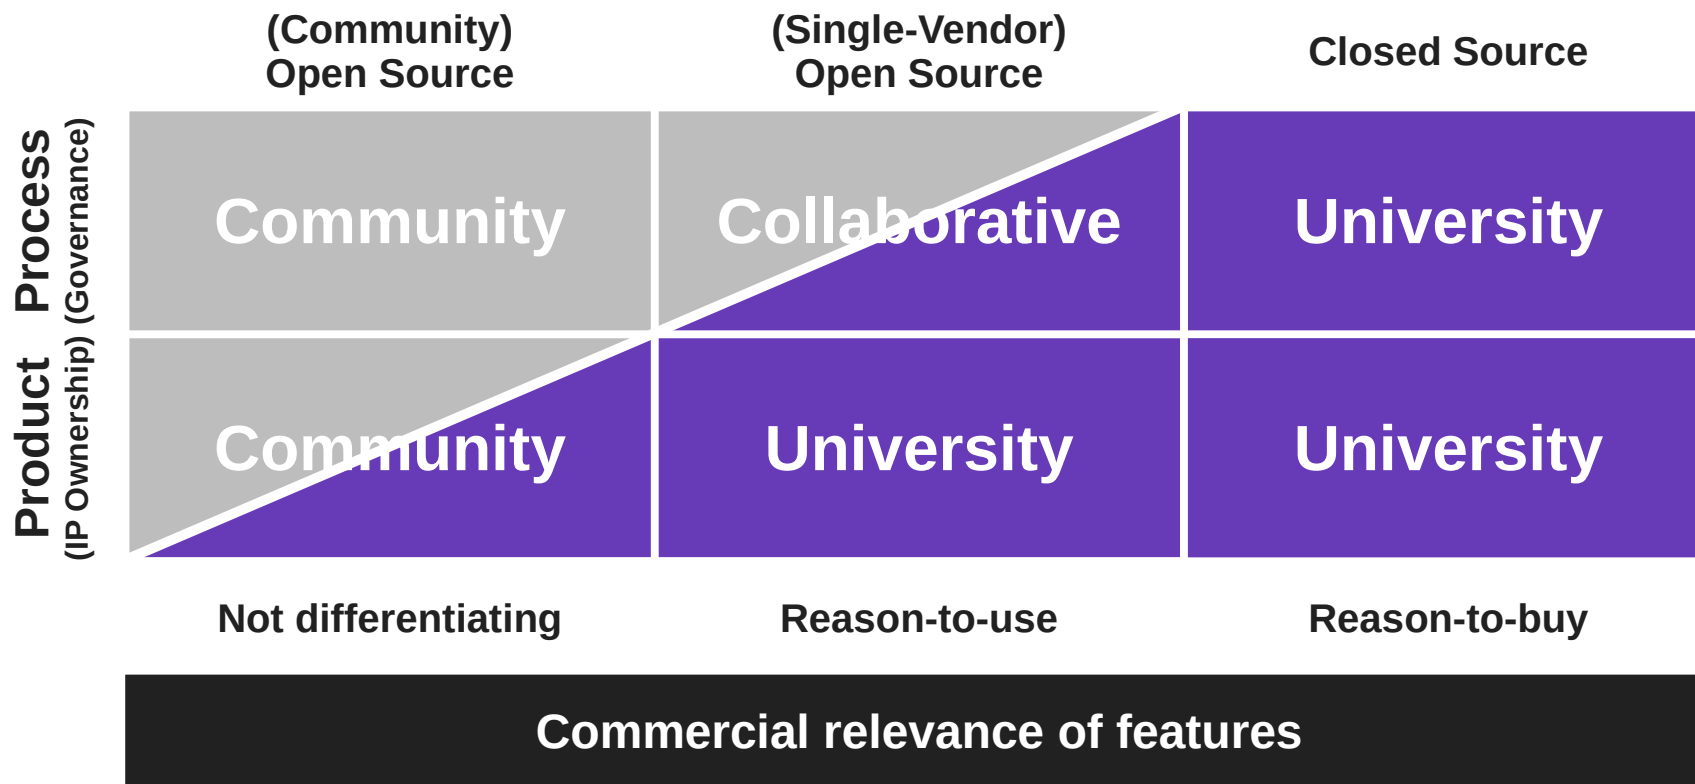 (Community)
Open Source
(Single-Vendor)
Open Source
Closed Source
Process
(Governance)
Community
Collaborative
University
Product
(IP Ownership)
Community
University
University
Not differentiating
Reason-to-use
Reason-to-buy
Commercial relevance of features